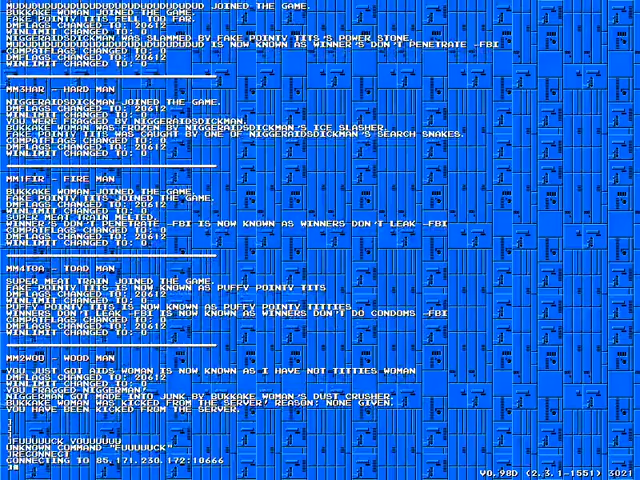 MUDUDUDUDUDUDUDUDUDUDUDUDUDUDUD JOINED THE GAME.
BUKKAKE WOMAN JOINED THE GAME.
FAKE POINTY TITS FELL TOO FAR.
DMFLAGS CHANGED TO: 20612
WINLIMIT CHANGED TO: 0
NIGGERAIDSDICKMAN WAS SLAMMED BY FAKE POINTY TITS'S POWER STONE.
MUDUDUDUDUDUDUDUDUDUDUDUDUDUDUD IS NOW KNOWN AS WINNER'S DON'T PENETRATE -FBI
COMPATFLAGS CHANGED TO: 0
DMFLAGS CHANGED TO: 20612
WINLIMIT CHANGED TO: 0
MM3HAR - HARD MAN
NIGGERAIDSDICKMAN JOINED THE GAME.
DMFLAGS CHANGED TO: 20612
WINLIMIT CHANGED TO: 0
YOU WERE FRAGGED BY NIGGERAIDSDICKMAN.
BUKKAKE WOMAN WAS FROZEN BY NIGGERAIDSDICKMAN'S ICE SLASHER.
FAKE POINTY TITS WAS CAUGHT BY ONE OF NIGGERAIDSDICKMAN'S SEARCH SNAKES.
COMPATFLAGS CHANGED TO: 0
DMFLAGS CHANGED TO: 20612
WINLIMIT CHANGED TO: 0
MM1FIR - FIRE MAN
BUKKAKE WOMAN JOINED THE GAME.
FAKE POINTY TITS JOINED THE GAME.
DMFLAGS CHANGED TO: 20612
WINLIMIT CHANGED TO: 0
SUPER MEAT TRAIN MELTED.
WINNER'S DON'T PENETRATE -FBI IS NOW KNOWN AS WINNERS DON'T LEAK -FBI
COMPATFLAGS CHANGED TO: 0
DMFLAGS CHANGED TO: 20612
WINLIMIT CHANGED TO: 0
MM4TOA - TOAD MAN
SUPER MEAT TRAIN JOINED THE GAME.
FAKE POINTY TITS IS NOW KNOWN AS PUFFY POINTY TITS
DMFLAGS CHANGED TO: 20612
WINLIMIT CHANGED TO: 0
PUFFY POINTY TITS IS NOW KNOWN AS PUFFY POINTY TITTIES
WINNERS DON'T LEAK -FBI IS NOW KNOWN AS WINNERS DON'T DO CONDOMS -FBI
COMPATFLAGS CHANGED TO: 0
DMFLAGS CHANGED TO: 20612
WINLIMIT CHANGED TO: 0
MM2WOO - WOOD MAN
YOU JUST GOT AIDS WOMAN IS NOW KNOWN AS I HAVE NOT TITTIES WOMAN
DMFLAGS CHANGED TO: 20612
WINLIMIT CHANGED TO: 0
YOU FRAGGED NIGGERMAN.
NIGGERMAN GOT MADE INTO JUNK BY BUKKAKE WOMAN'S DUST CRUSHER.
BUKKAKE WOMAN WAS KICKED FROM THE SERVER! REASON: NONE GIVEN.
YOU HAVE BEEN KICKED FROM THE SERVER.
]
]
]
]FUUUUUCK YOUUUUUU
UNKNOWN COMMAND "FUUUUUCK"
]RECONNECT
CONNECTING TO 85.171.230.172:10666
]
V0.98D (2.3.1-1551) 3021